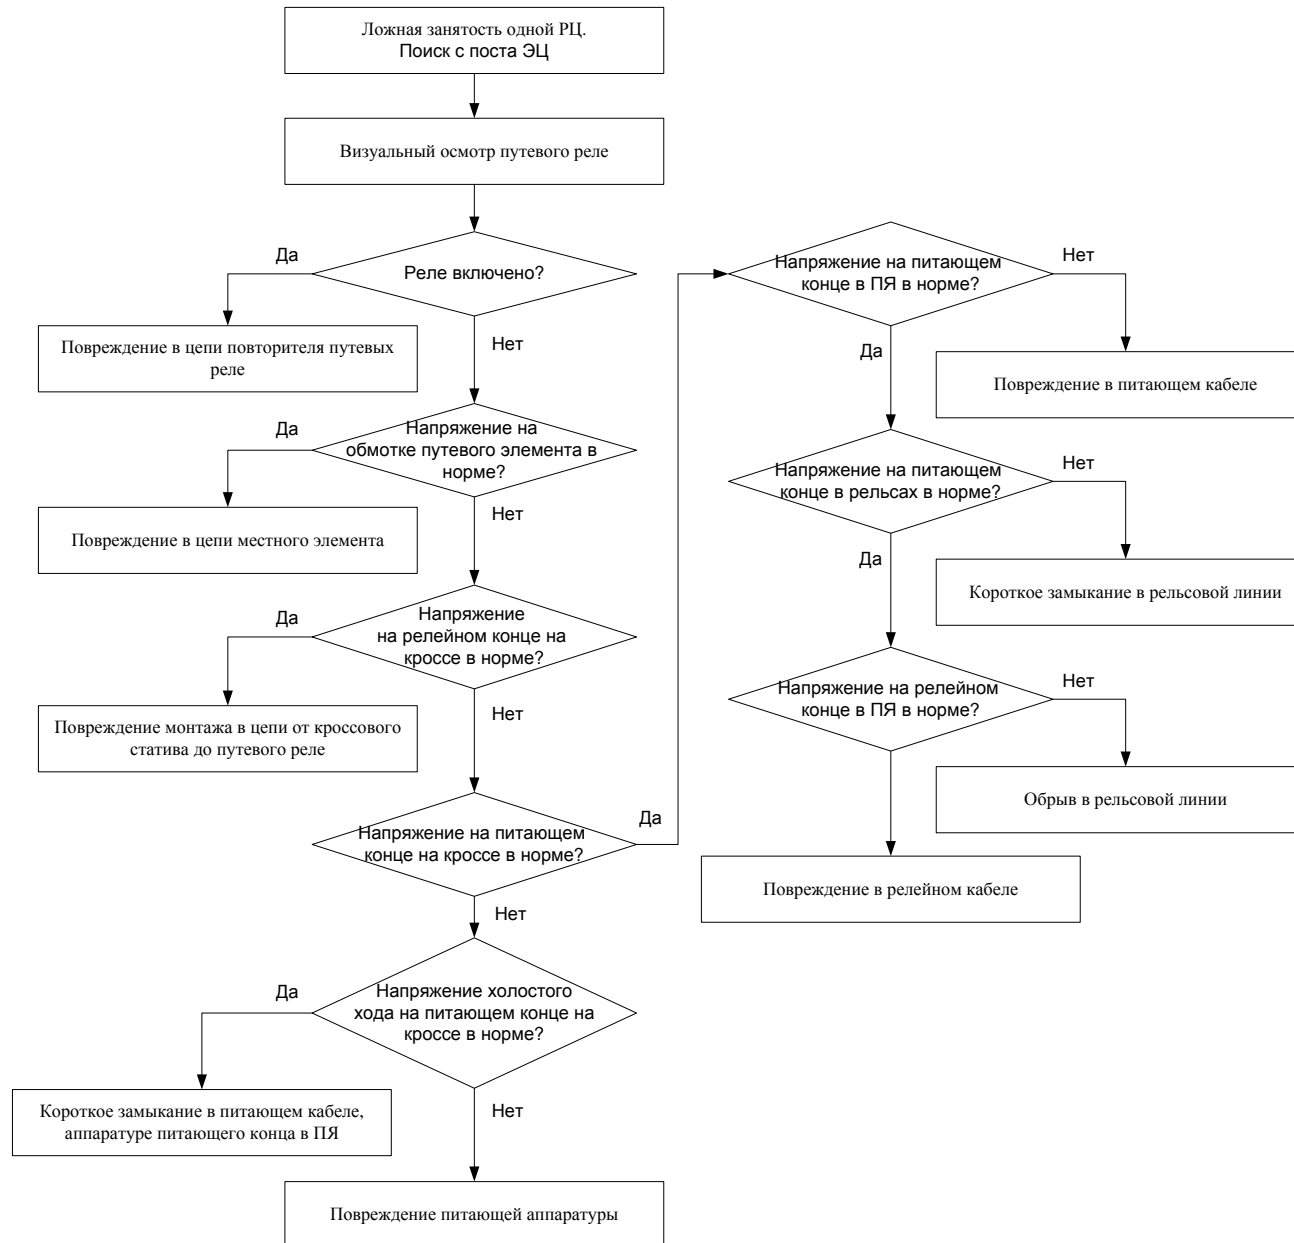 Ложная занятость одной РЦ.
Поиск с поста ЭЦ
Визуальный осмотр путевого реле
Да
Реле включено?
Нет
Повреждение в цепи повторителя путевых
реле
Да
Напряжение на
обмотке путевого элемента в
норме?
Нет
Повреждение в цепи местного элемента
Да
Напряжение
на релейном конце на
кроссе в норме?
Нет
Повреждение монтажа в цепи от кроссового
статива до путевого реле
Напряжение на питающем
конце на кроссе в норме?
Да
Нет
Да
Напряжение холостого
хода на питающем конце на
кроссе в норме?
Нет
Короткое замыкание в питающем кабеле,
аппаратуре питающего конца в ПЯ
Повреждение питающей аппаратуры
Напряжение на питающем
конце в ПЯ в норме?
Нет
Да
Повреждение в питающем кабеле
Напряжение на питающем
конце в рельсах в норме?
Нет
Да
Короткое замыкание в рельсовой линии
Напряжение на релейном
конце в ПЯ в норме?
Нет
Обрыв в рельсовой линии
Повреждение в релейном кабеле